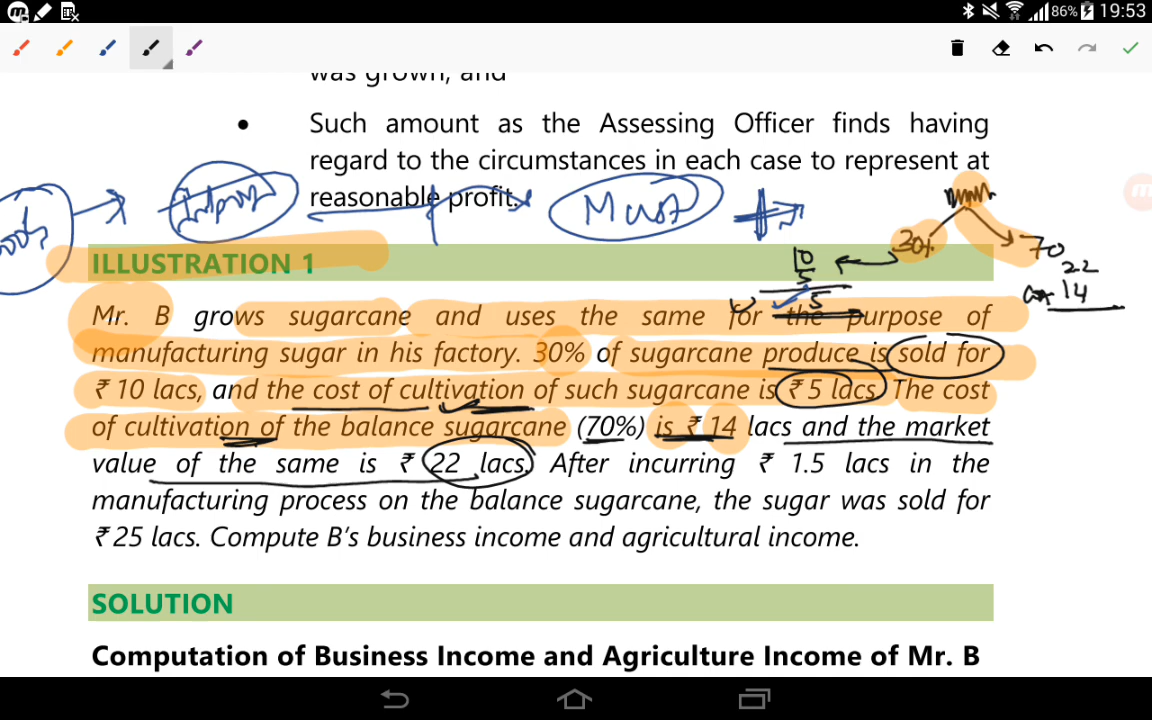 86% 19:53
was grown, and
• Such amount as the Assessing Officer finds having
regard to the circumstances in each case to represent at
reasonable profit.
Must
30%
70
10
5
5
22
14
ILLUSTRATION 1
Mr. B grows sugarcane and uses the same for the purpose of
manufacturing sugar in his factory. 30% of sugarcane produce is sold for
₹ 10 lacs, and the cost of cultivation of such sugarcane is ₹ 5 lacs. The cost
of cultivation of the balance sugarcane (70%) is ₹ 14 lacs and the market
value of the same is ₹ 22 lacs. After incurring ₹ 1.5 lacs in the
manufacturing process on the balance sugarcane, the sugar was sold for
₹ 25 lacs. Compute B's business income and agricultural income.
SOLUTION
Computation of Business Income and Agriculture Income of Mr. B